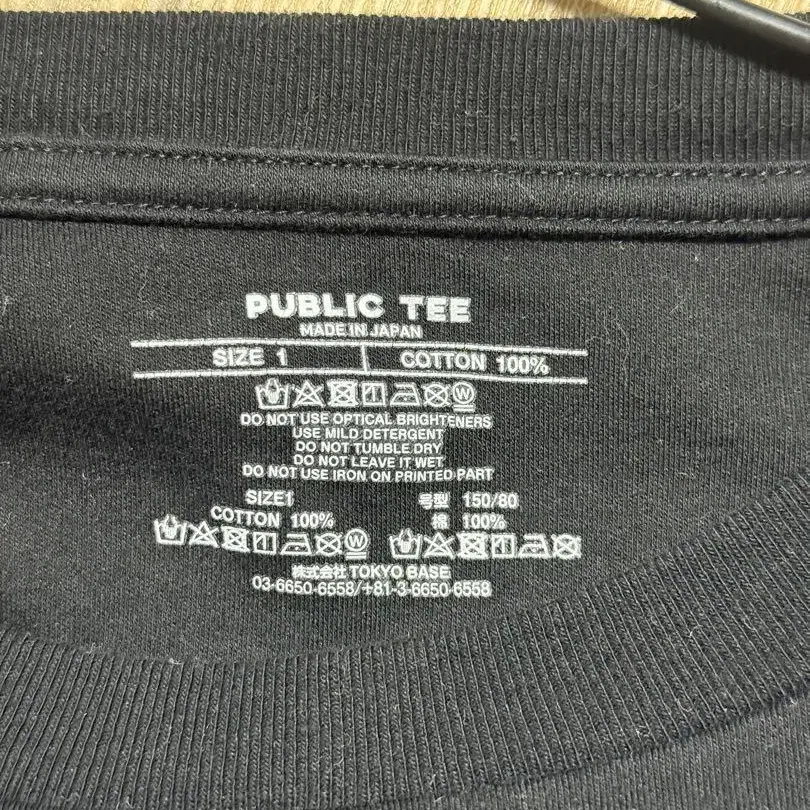 PUBLIC TEE
MADE IN JAPAN
SIZE 1 COTTON 100%
DO NOT USE OPTICAL BRIGHTENERS
USE MILD DETERGENT
DO NOT TUMBLE DRY
DO NOT LEAVE IT WET
DO NOT USE IRON ON PRINTED PART
SIZE1 号型 150/80
COTTON 100% 棉 100%
株式会社 TOKYO BASE
03-6650-6558/+81-3-6650-6558